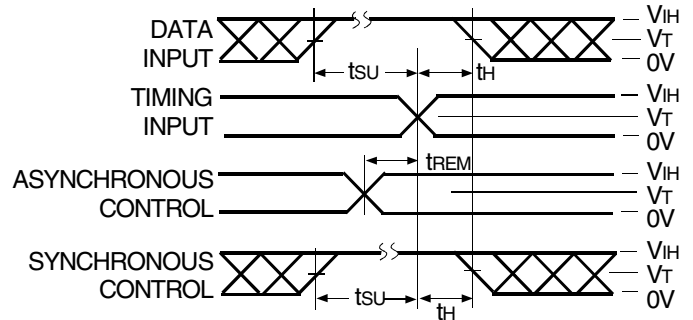 DATA INPUT
tSU
tH
VIH
VT
0V
TIMING INPUT
VIH
VT
0V
tREM
ASYNCHRONOUS CONTROL
VIH
VT
0V
SYNCHRONOUS CONTROL
tSU
tH
VIH
VT
0V